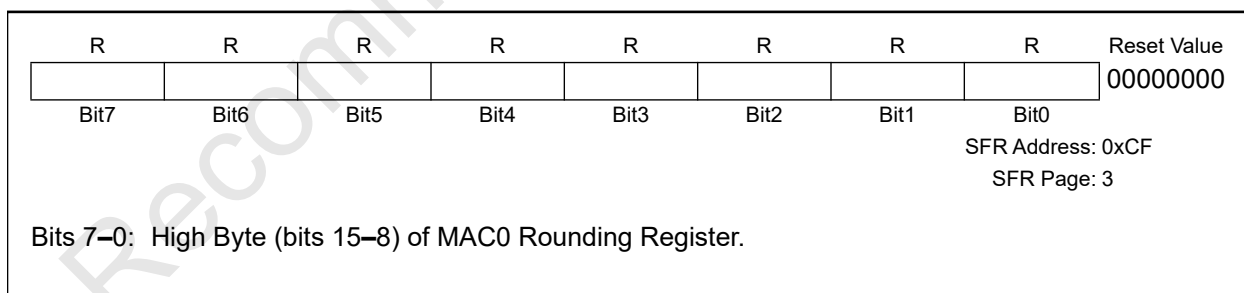 R R R R R R R R Reset Value
00000000
Bit7 Bit6 Bit5 Bit4 Bit3 Bit2 Bit1 Bit0
SFR Address: 0xCF
SFR Page: 3
Bits 7–0: High Byte (bits 15–8) of MAC0 Rounding Register.